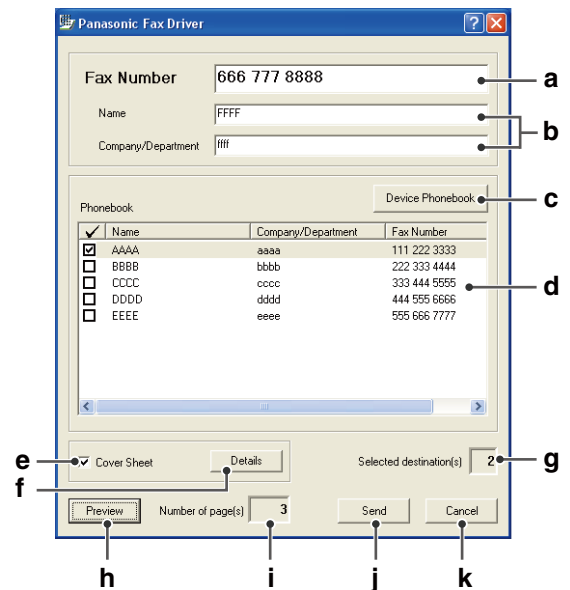 Panasonic Fax Driver
Fax Number 666 777 8888 a
Name FFFF
b
Company/Department ffff
Device Phonebook c
Phonebook
Name Company/Department Fax Number
AAAA aaaa 111 222 3333
BBBB bbbb 222 333 4444
CCCC cccc 333 444 5555 d
DDDD dddd 444 555 6666
EEEE eeee 555 666 7777
e Cover Sheet Details Selected destination(s) 2 g
f
Preview Number of page(s) 3 Send Cancel
h i j k